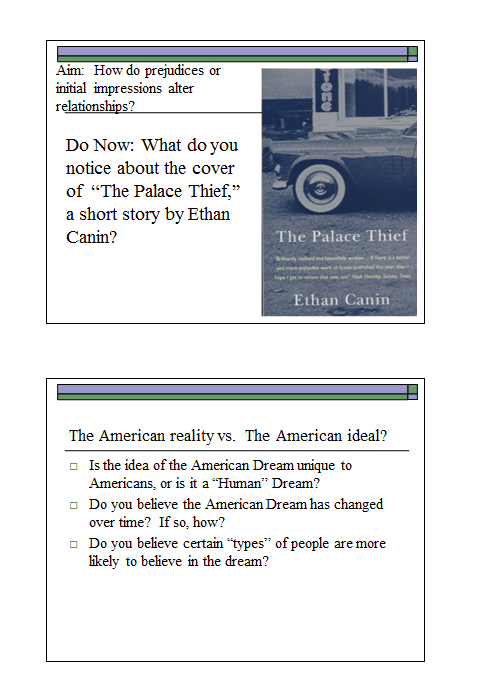 Aim: How do prejudices or
initial impressions alter
relationships?
Do Now: What do you
notice about the cover
of “The Palace Thief,”
a short story by Ethan
Canin?
tone
The Palace Thief
Ethan Canin
The American reality vs. The American ideal?
Is the idea of the American Dream unique to
Americans, or is it a “Human” Dream?
Do you believe the American Dream has changed
over time? If so, how?
Do you believe certain “types” of people are more
likely to believe in the dream?